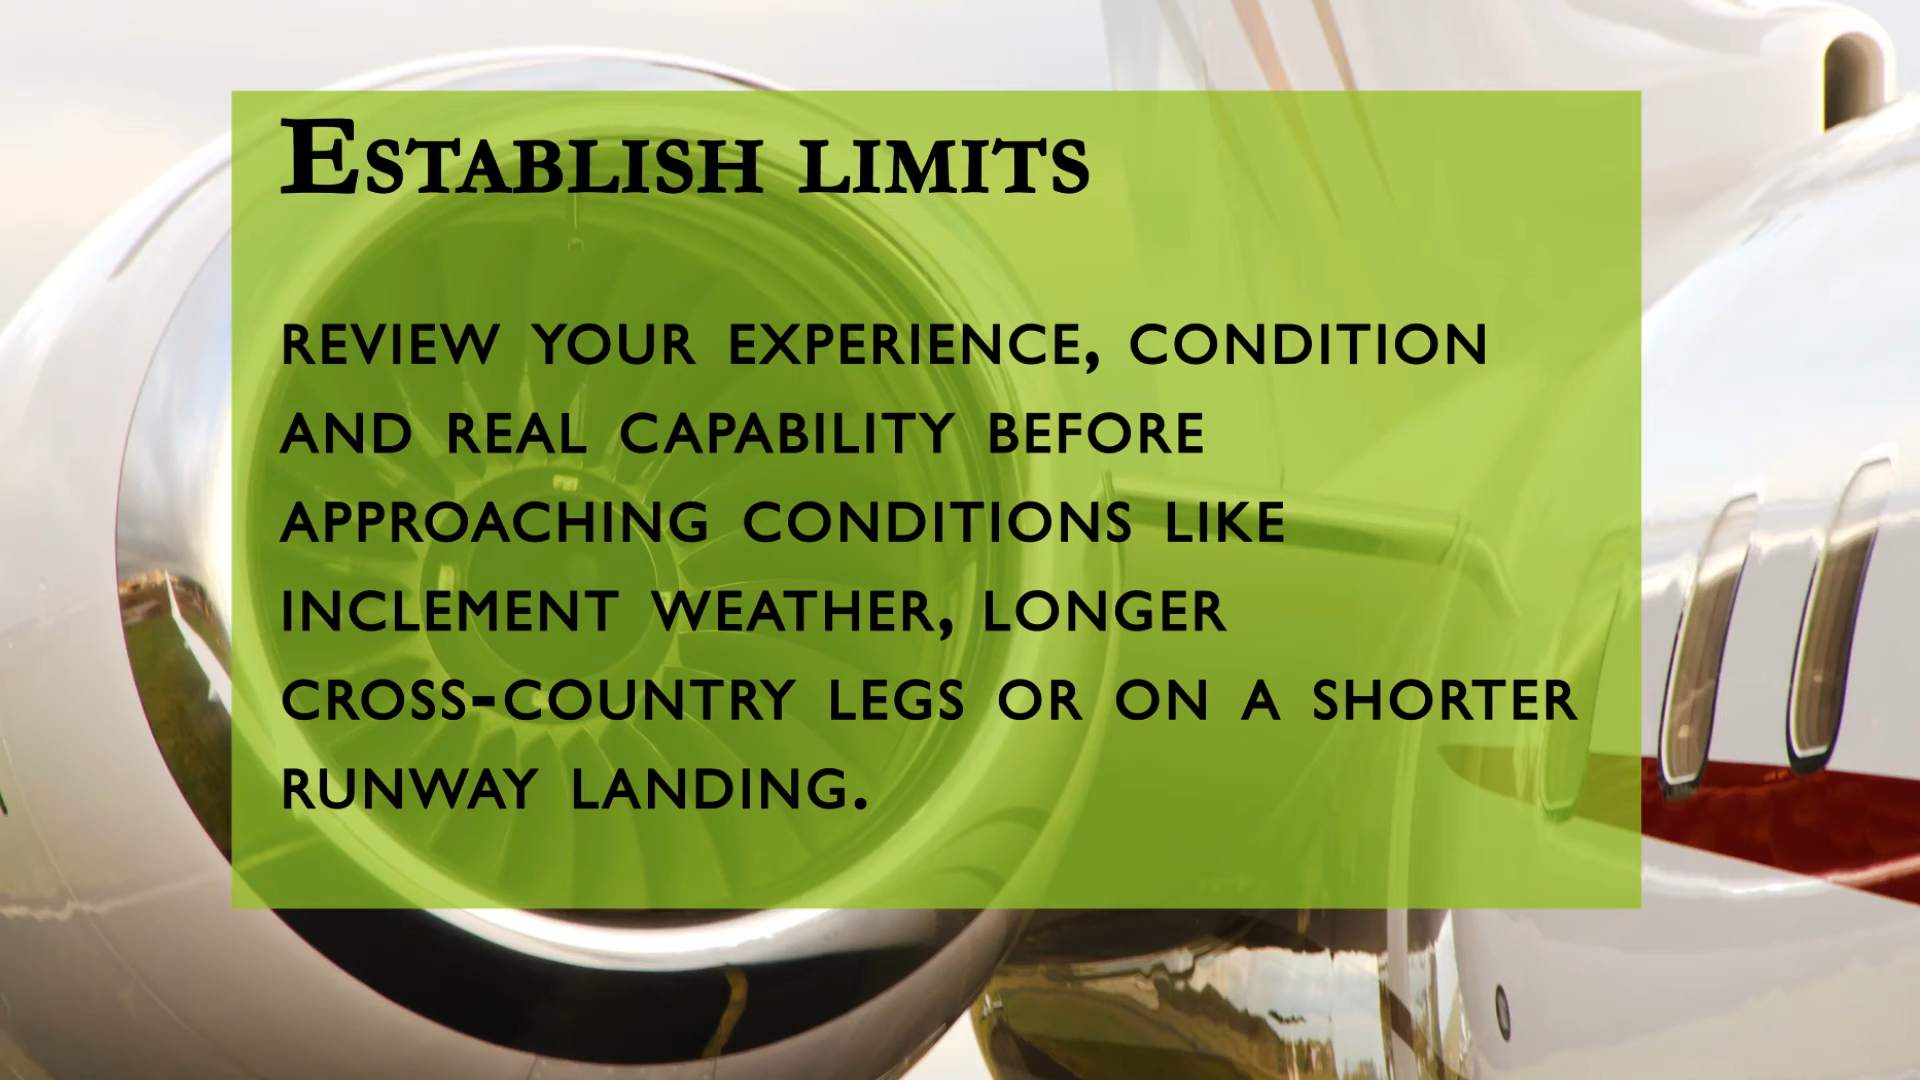 Establish limits
REVIEW YOUR EXPERIENCE, CONDITION
AND REAL CAPABILITY BEFORE
APPROACHING CONDITIONS LIKE
INCLEMENT WEATHER, LONGER
CROSS-COUNTRY LEGS OR ON A SHORTER
RUNWAY LANDING.